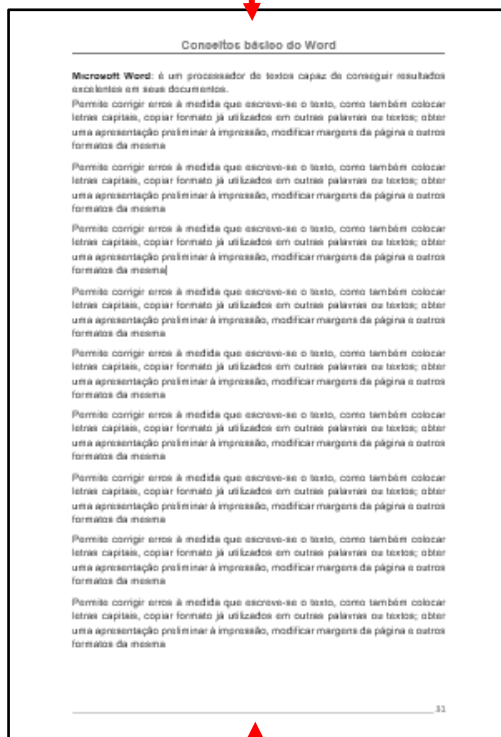 Conceitos básico do Word
Microsoft Word: é um processador de textos capaz de conseguir resultados
excelentes em seus documentos.
Permite corrigir erros à medida que escreve-se o texto, como também colocar
letras capitais, copiar formato já utilizados em outras palavras ou textos; obter
uma apresentação preliminar à impressão, modificar margens da página e outros
formatos da mesma
Permite corrigir erros à medida que escreve-se o texto, como também colocar
letras capitais, copiar formato já utilizados em outras palavras ou textos; obter
uma apresentação preliminar à impressão, modificar margens da página e outros
formatos da mesma
Permite corrigir erros à medida que escreve-se o texto, como também colocar
letras capitais, copiar formato já utilizados em outras palavras ou textos; obter
uma apresentação preliminar à impressão, modificar margens da página e outros
formatos da mesma
Permite corrigir erros à medida que escreve-se o texto, como também colocar
letras capitais, copiar formato já utilizados em outras palavras ou textos; obter
uma apresentação preliminar à impressão, modificar margens da página e outros
formatos da mesma
Permite corrigir erros à medida que escreve-se o texto, como também colocar
letras capitais, copiar formato já utilizados em outras palavras ou textos; obter
uma apresentação preliminar à impressão, modificar margens da página e outros
formatos da mesma
Permite corrigir erros à medida que escreve-se o texto, como também colocar
letras capitais, copiar formato já utilizados em outras palavras ou textos; obter
uma apresentação preliminar à impressão, modificar margens da página e outros
formatos da mesma
Permite corrigir erros à medida que escreve-se o texto, como também colocar
letras capitais, copiar formato já utilizados em outras palavras ou textos; obter
uma apresentação preliminar à impressão, modificar margens da página e outros
formatos da mesma
Permite corrigir erros à medida que escreve-se o texto, como também colocar
letras capitais, copiar formato já utilizados em outras palavras ou textos; obter
uma apresentação preliminar à impressão, modificar margens da página e outros
formatos da mesma
Permite corrigir erros à medida que escreve-se o texto, como também colocar
letras capitais, copiar formato já utilizados em outras palavras ou textos; obter
uma apresentação preliminar à impressão, modificar margens da página e outros
formatos da mesma
31